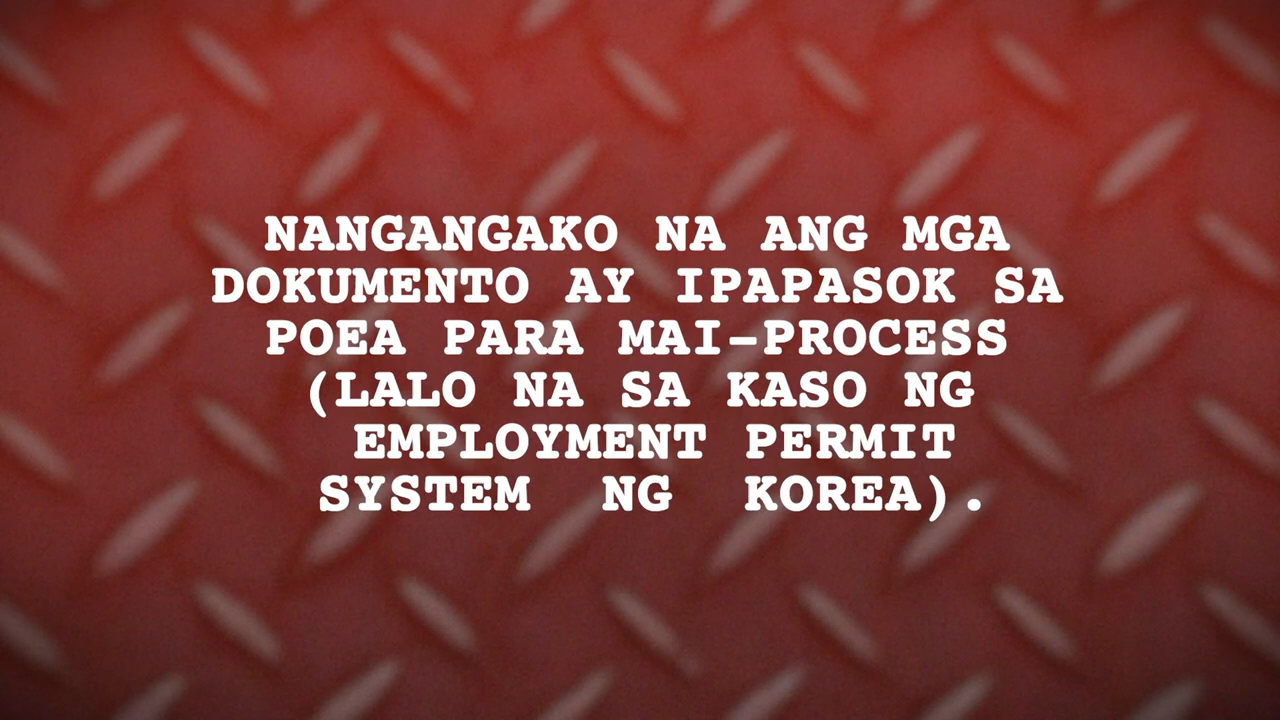 NANGANGAKO NA ANG MGA
DOKUMENTO AY IPAPASOK SA
POEA PARA MAI-PROCESS
(LALO NA SA KASO NG
EMPLOYMENT PERMIT
SYSTEM NG KOREA).